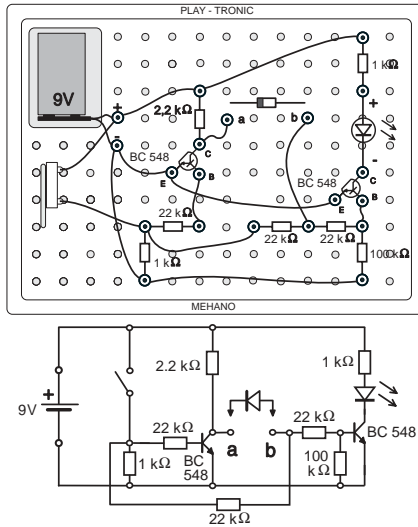 PLAY - TRONIC
9V
+
-
2,2 kΩ
1 kΩ
+
a
b
BC 548
C
E
B
BC 548
-
C
E
B
22 kΩ
22 kΩ
22 kΩ
1 kΩ
100 kΩ
MEHANO
+
9V
2.2 kΩ
1 kΩ
22 kΩ
1 kΩ
BC
548
a
b
22 kΩ
100
kΩ
BC 548
22 kΩ